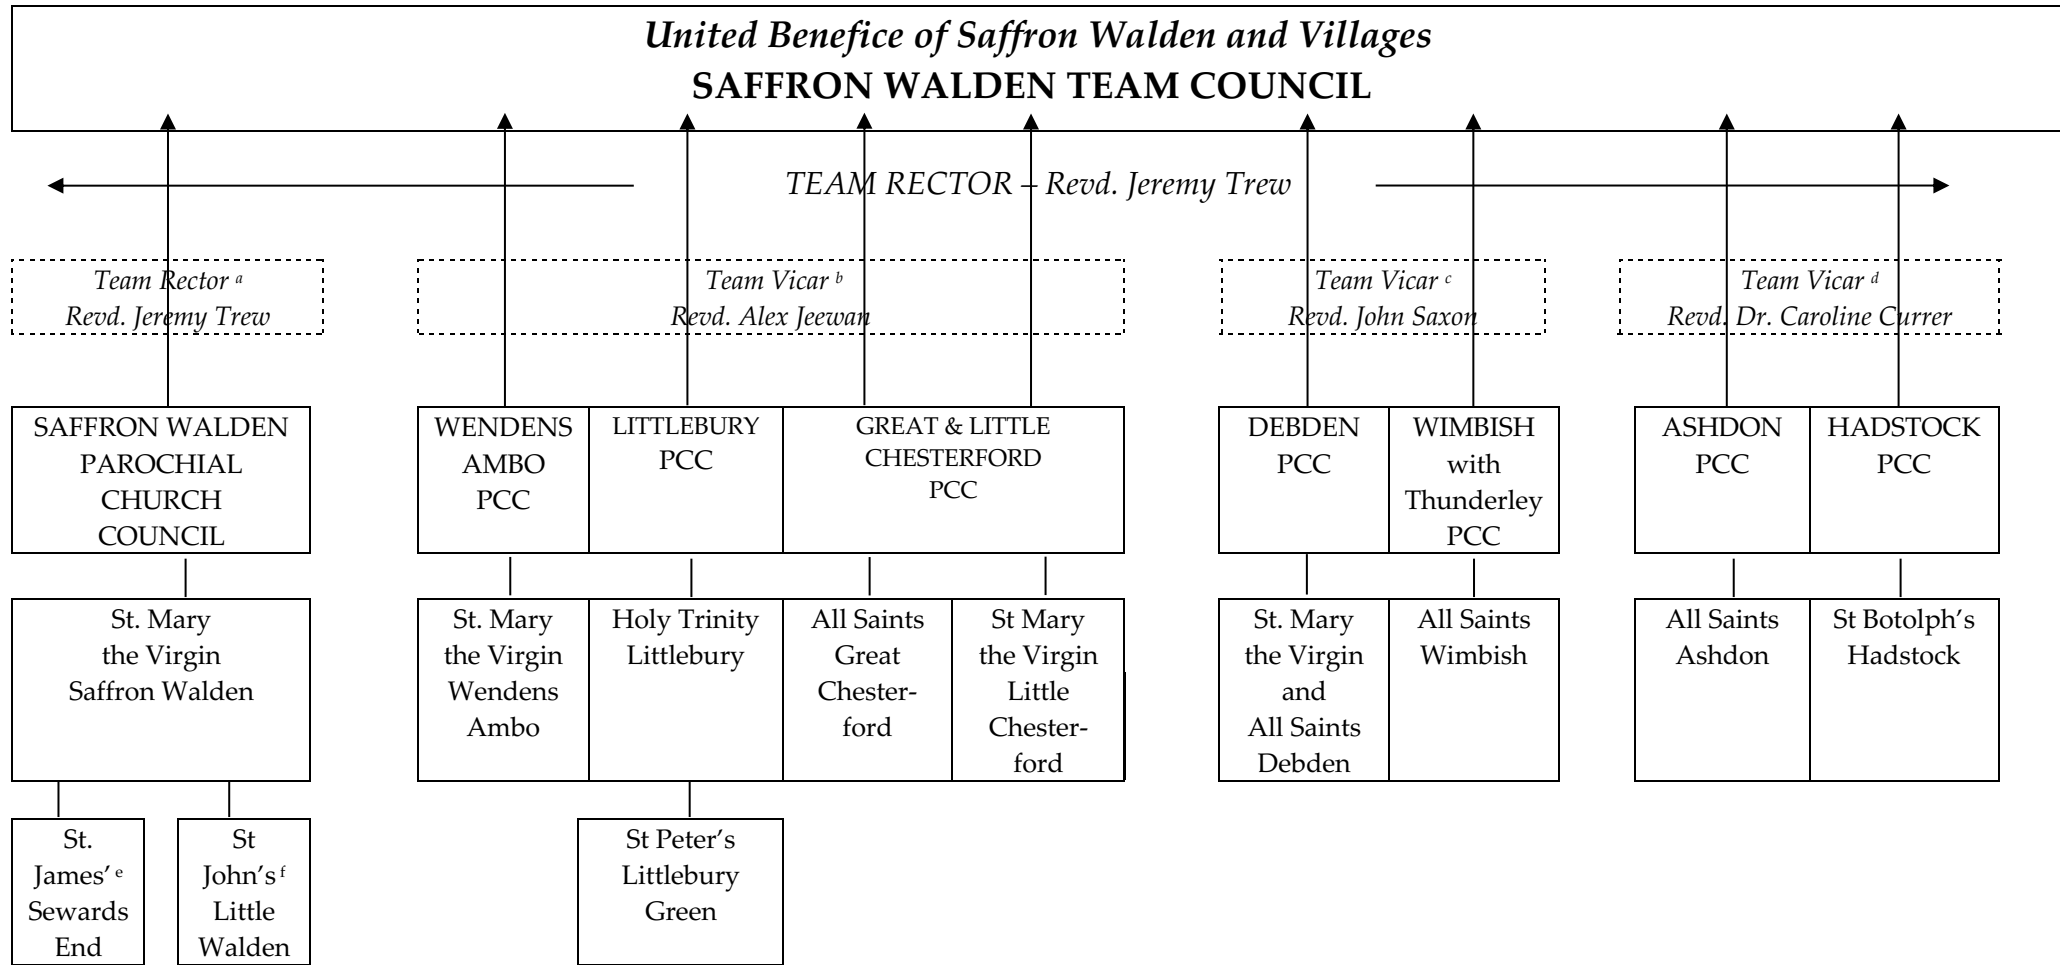 United Benefice of Saffron Walden and Villages
SAFFRON WALDEN TEAM COUNCIL
TEAM RECTOR – Revd. Jeremy Trew
Team Rector a
Revd. Jeremy Trew
Team Vicar b
Revd. Alex Jeewan
Team Vicar c
Revd. John Saxon
Team Vicar d
Revd. Dr. Caroline Currer
SAFFRON WALDEN
PAROCHIAL
CHURCH
COUNCIL
WENDENS
AMBO
PCC
LITTLEBURY
PCC
GREAT & LITTLE
CHESTERFORD
PCC
DEBDEN
PCC
WIMBISH
with
Thunderley
PCC
ASHDON
PCC
HADSTOCK
PCC
St. Mary
the Virgin
Saffron Walden
St. Mary
the Virgin
Wendens
Ambo
Holy Trinity
Littlebury
All Saints
Great
Chester-
ford
St Mary
the Virgin
Little
Chester-
ford
St. Mary
the Virgin
and
All Saints
Debden
All Saints
Wimbish
All Saints
Ashdon
St Botolph’s
Hadstock
St.
James’ e
Sewards
End
St
John’s f
Little
Walden
St Peter’s
Littlebury
Green